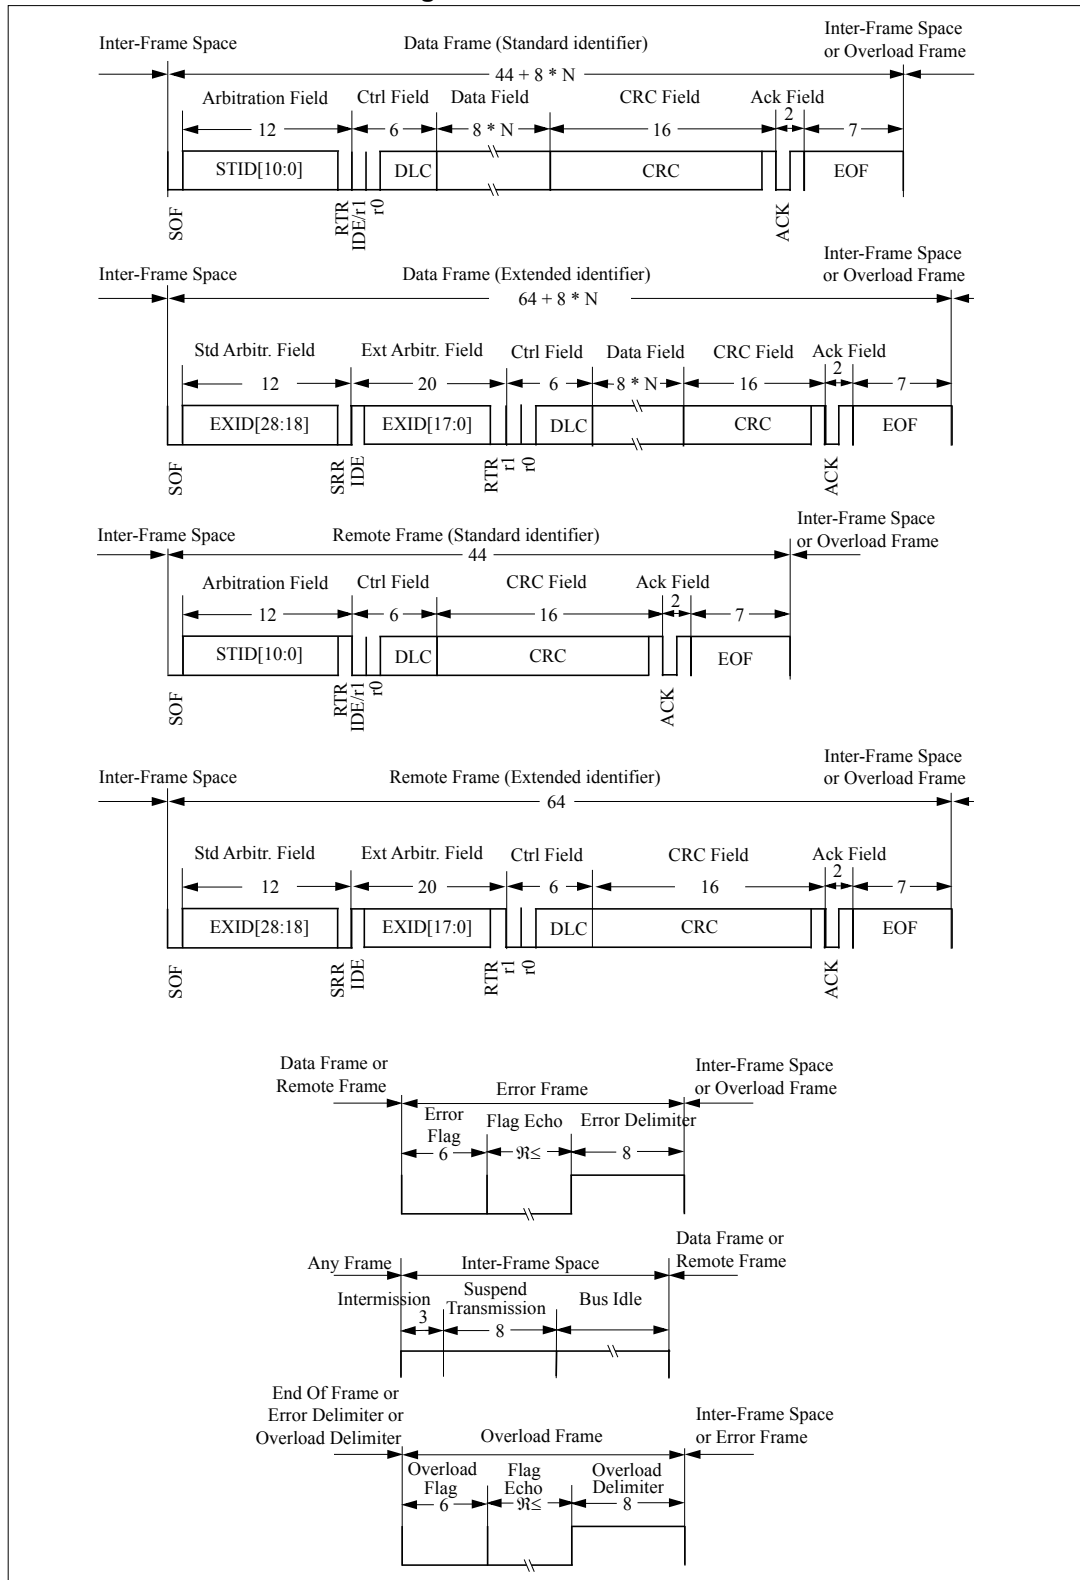 Inter-Frame Space Data Frame (Standard identifier) Inter-Frame Space
or Overload Frame
44 + 8 * N
Arbitration Field Ctrl Field Data Field CRC Field Ack Field
12 6 8 * N 16 2 7
STID[10:0] DLC CRC EOF
SOF RTR IDE/r1 r0 ACK
Inter-Frame Space Data Frame (Extended identifier) Inter-Frame Space
or Overload Frame
64 + 8 * N
Std Arbitr. Field Ext Arbitr. Field Ctrl Field Data Field CRC Field Ack Field
12 20 6 8 * N 16 2 7
EXID[28:18] EXID[17:0] DLC CRC EOF
SOF SRR IDE RTR r1 r0 ACK
Inter-Frame Space Remote Frame (Standard identifier) Inter-Frame Space
or Overload Frame
44
Arbitration Field Ctrl Field CRC Field Ack Field
12 6 16 2 7
STID[10:0] DLC CRC EOF
SOF RTR IDE/r1 r0 ACK
Inter-Frame Space Remote Frame (Extended identifier) Inter-Frame Space
or Overload Frame
64
Std Arbitr. Field Ext Arbitr. Field Ctrl Field CRC Field Ack Field
12 20 6 16 2 7
EXID[28:18] EXID[17:0] DLC CRC EOF
SOF SRR IDE RTR r1 r0 ACK
Data Frame or Inter-Frame Space
Remote Frame Error Frame or Overload Frame
Error Flag Echo Error Delimiter
Flag
6 ℜ≤ 8
Data Frame or
Any Frame Inter-Frame Space Remote Frame
Intermission Suspend Bus Idle
Transmission
3 8
End Of Frame or
Error Delimiter or Inter-Frame Space
Overload Delimiter Overload Frame or Error Frame
Overload Flag Overload
Flag Echo Delimiter
6 ℜ≤ 8